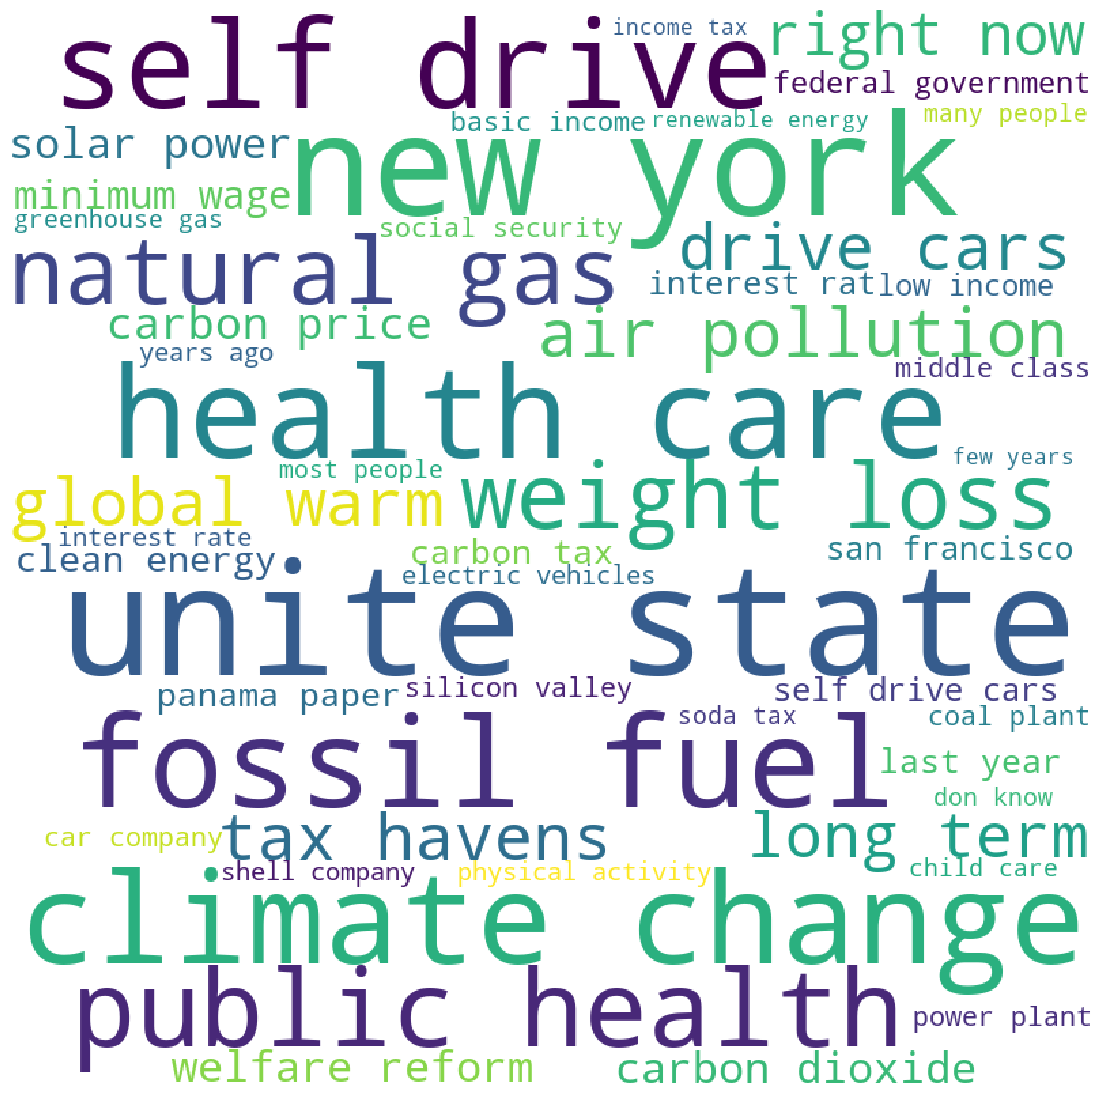 self drive
income tax
right now
federal government
solar power
basic income
renewable energy
many people
new york
minimum wage
greenhouse gas
social security
natural gas
drive cars
interest rat
low income
carbon price
air pollution
years ago
middle class
health care
most people
few years
global warm
weight loss
interest rate
clean energy
carbon tax
san francisco
electric vehicles
unite state
panama paper
silicon valley
self drive cars
soda tax
coal plant
fossil fuel
last year
don know
car company
tax havens
long term
shell company
physical activity
child care
climate change
public health
power plant
welfare reform
carbon dioxide